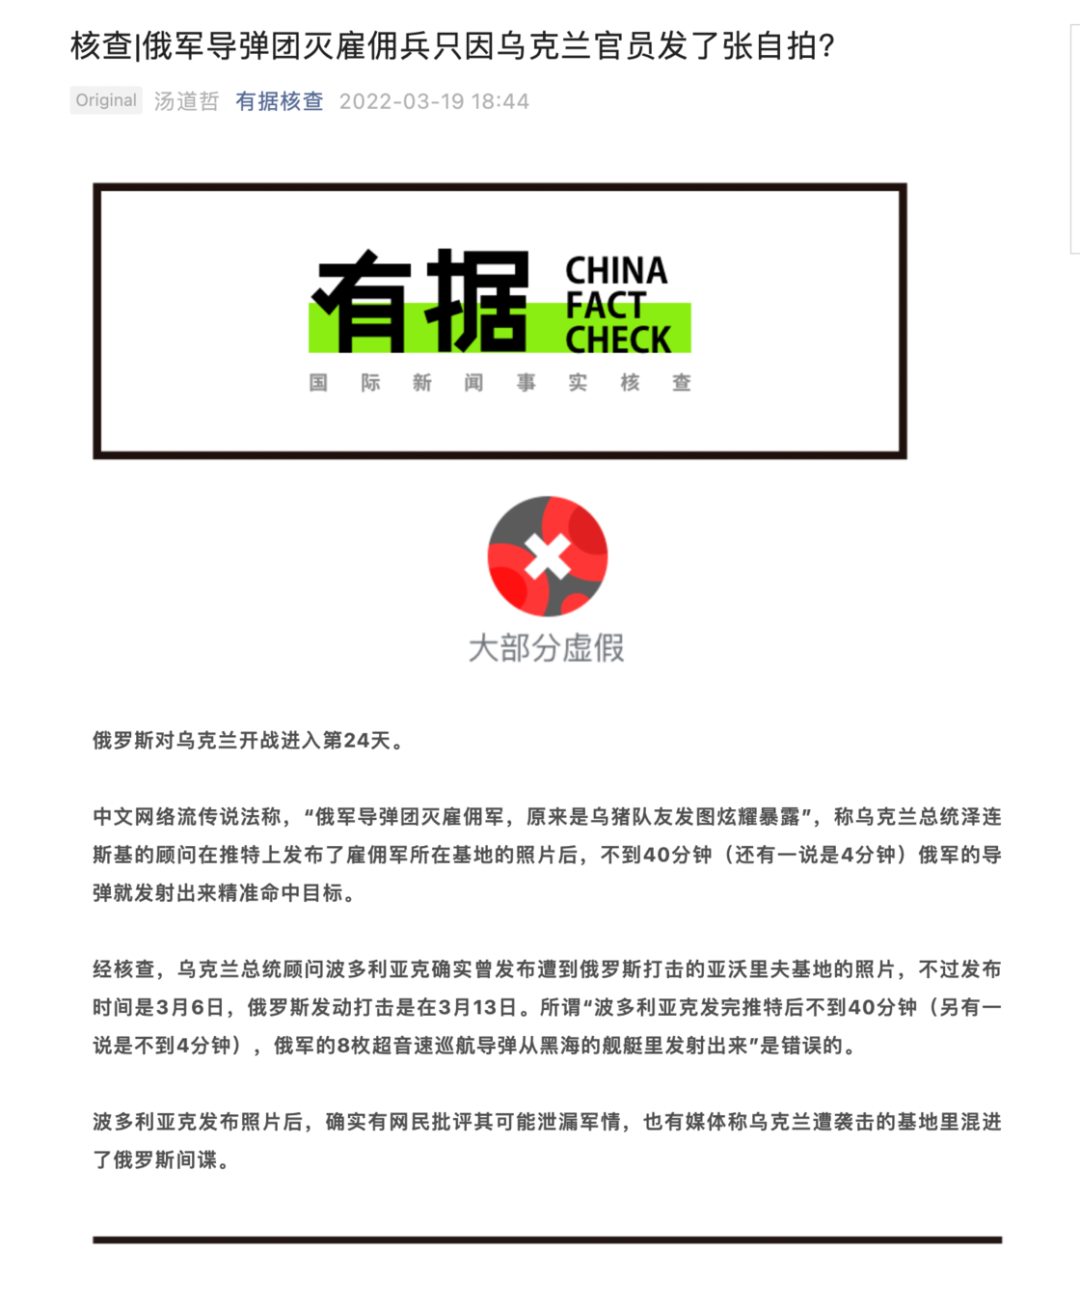 核查|俄军导弹团灭雇佣兵只因乌克兰官员发了张自拍?
Original 汤道哲 有据核查 2022-03-19 18:44
有据 CHINA
FACT
CHECK
国际新闻事实核查
大部分虚假
俄罗斯对乌克兰开战进入第24天。
中文网络流传说法称，“俄军导弹团灭雇佣军，原来是乌猪队友发图炫耀暴露”，称乌克兰总统泽连
斯基的顾问在推特上发布了雇佣军所在基地的照片后，不到40分钟（还有一说是4分钟）俄军的导
弹就发射出来精准命中目标。
经核查，乌克兰总统顾问波多利亚克确实曾发布遭到俄罗斯打击的亚沃里夫基地的照片，不过发布
时间是3月6日，俄罗斯发动打击是在3月13日。所谓“波多利亚克发完推特后不到40分钟（另有一
说是不到4分钟），俄军的8枚超音速巡航导弹从黑海的舰艇里发射出来”是错误的。
波多利亚克发布照片后，确实有网民批评其可能泄漏军情，也有媒体称乌克兰遭袭击的基地里混进
了俄罗斯间谍。